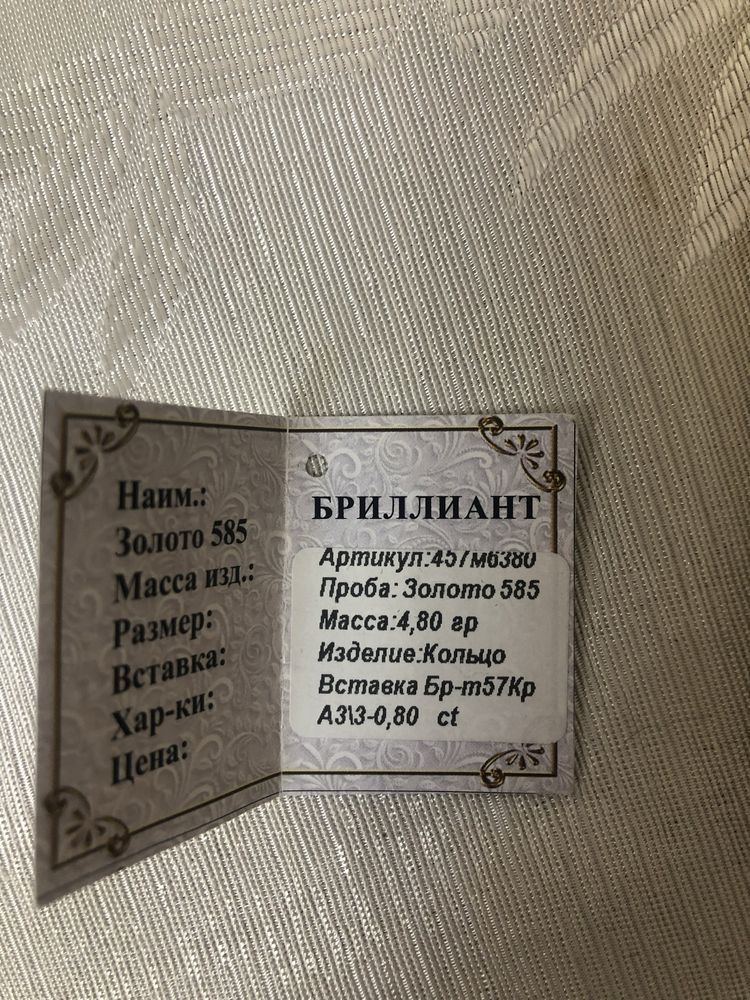 Наим.:
Золото 585
Масса изд.:
Размер:
Вставка:
Хар-ки:
Цена:
БРИЛЛИАНТ
Артикул:457м6380
Проба: Золото 585
Масса:4,80 гр
Изделие:Кольцо
Вставка Бр-т57Кр
А3\3-0,80 ct